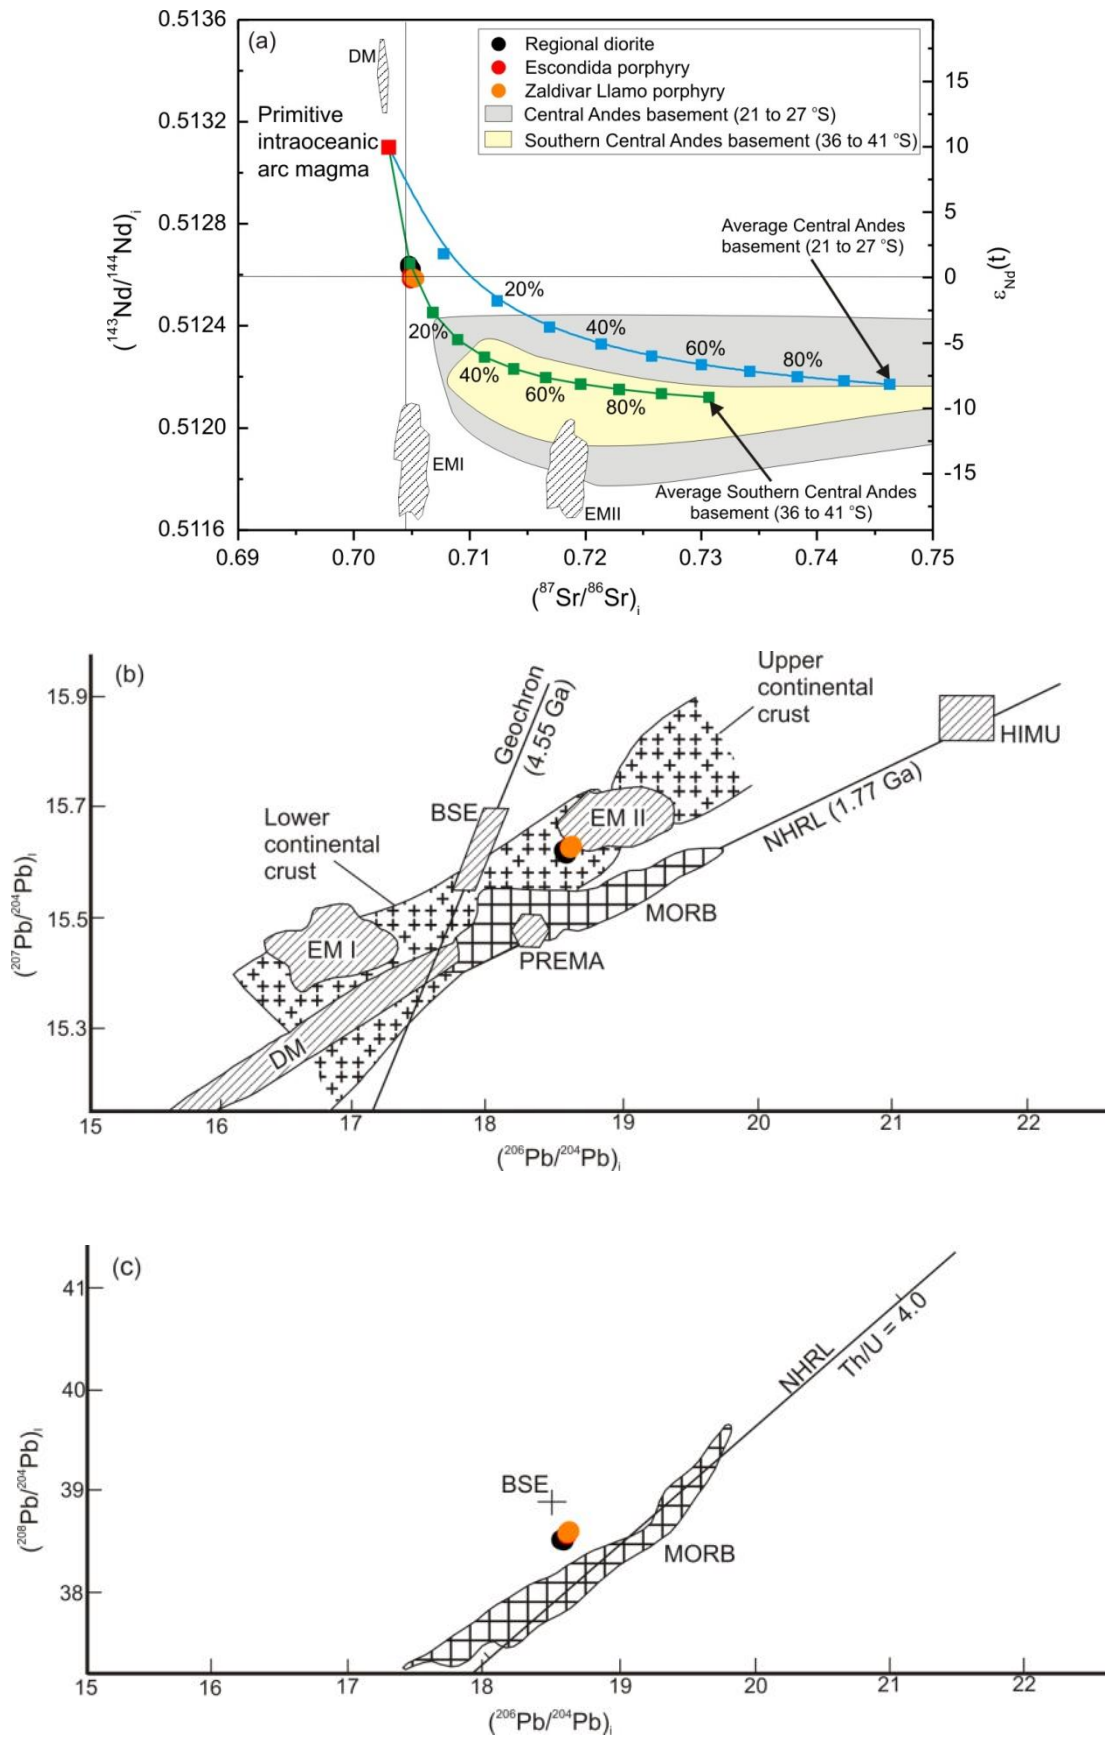 (a)
0.5136
0.5132
0.5128
0.5124
0.5120
0.5116
(¹⁴³Nd/¹⁴⁴Nd)ᵢ
DM
Primitive
intraoceanic
arc magma
Regional diorite
Escondida porphyry
Zaldivar Llamo porphyry
Central Andes basement (21 to 27 °S)
Southern Central Andes basement (36 to 41 °S)
15
10
5
0
-5
-10
-15
εNd(t)
Average Central Andes
basement (21 to 27 °S)
20%
40%
60%
80%
20%
40%
60%
80%
EMI
EMII
Average Southern Central Andes
basement (36 to 41 °S)
0.69
0.70
0.71
0.72
0.73
0.74
0.75
(⁸⁷Sr/⁸⁶Sr)ᵢ
(b)
15.9
15.7
15.5
15.3
(²⁰⁷Pb/²⁰⁴Pb)ᵢ
Geochron
(4.55 Ga)
Upper
continental
crust
HIMU
NHRL (1.77 Ga)
BSE
EM II
Lower
continental
crust
MORB
EM I
PREMA
DM
15
16
17
18
19
20
21
22
(²⁰⁶Pb/²⁰⁴Pb)ᵢ
(c)
41
40
39
38
(²⁰⁸Pb/²⁰⁴Pb)ᵢ
NHRL
Th/U = 4.0
BSE
MORB
15
16
17
18
19
20
21
22
(²⁰⁶Pb/²⁰⁴Pb)ᵢ